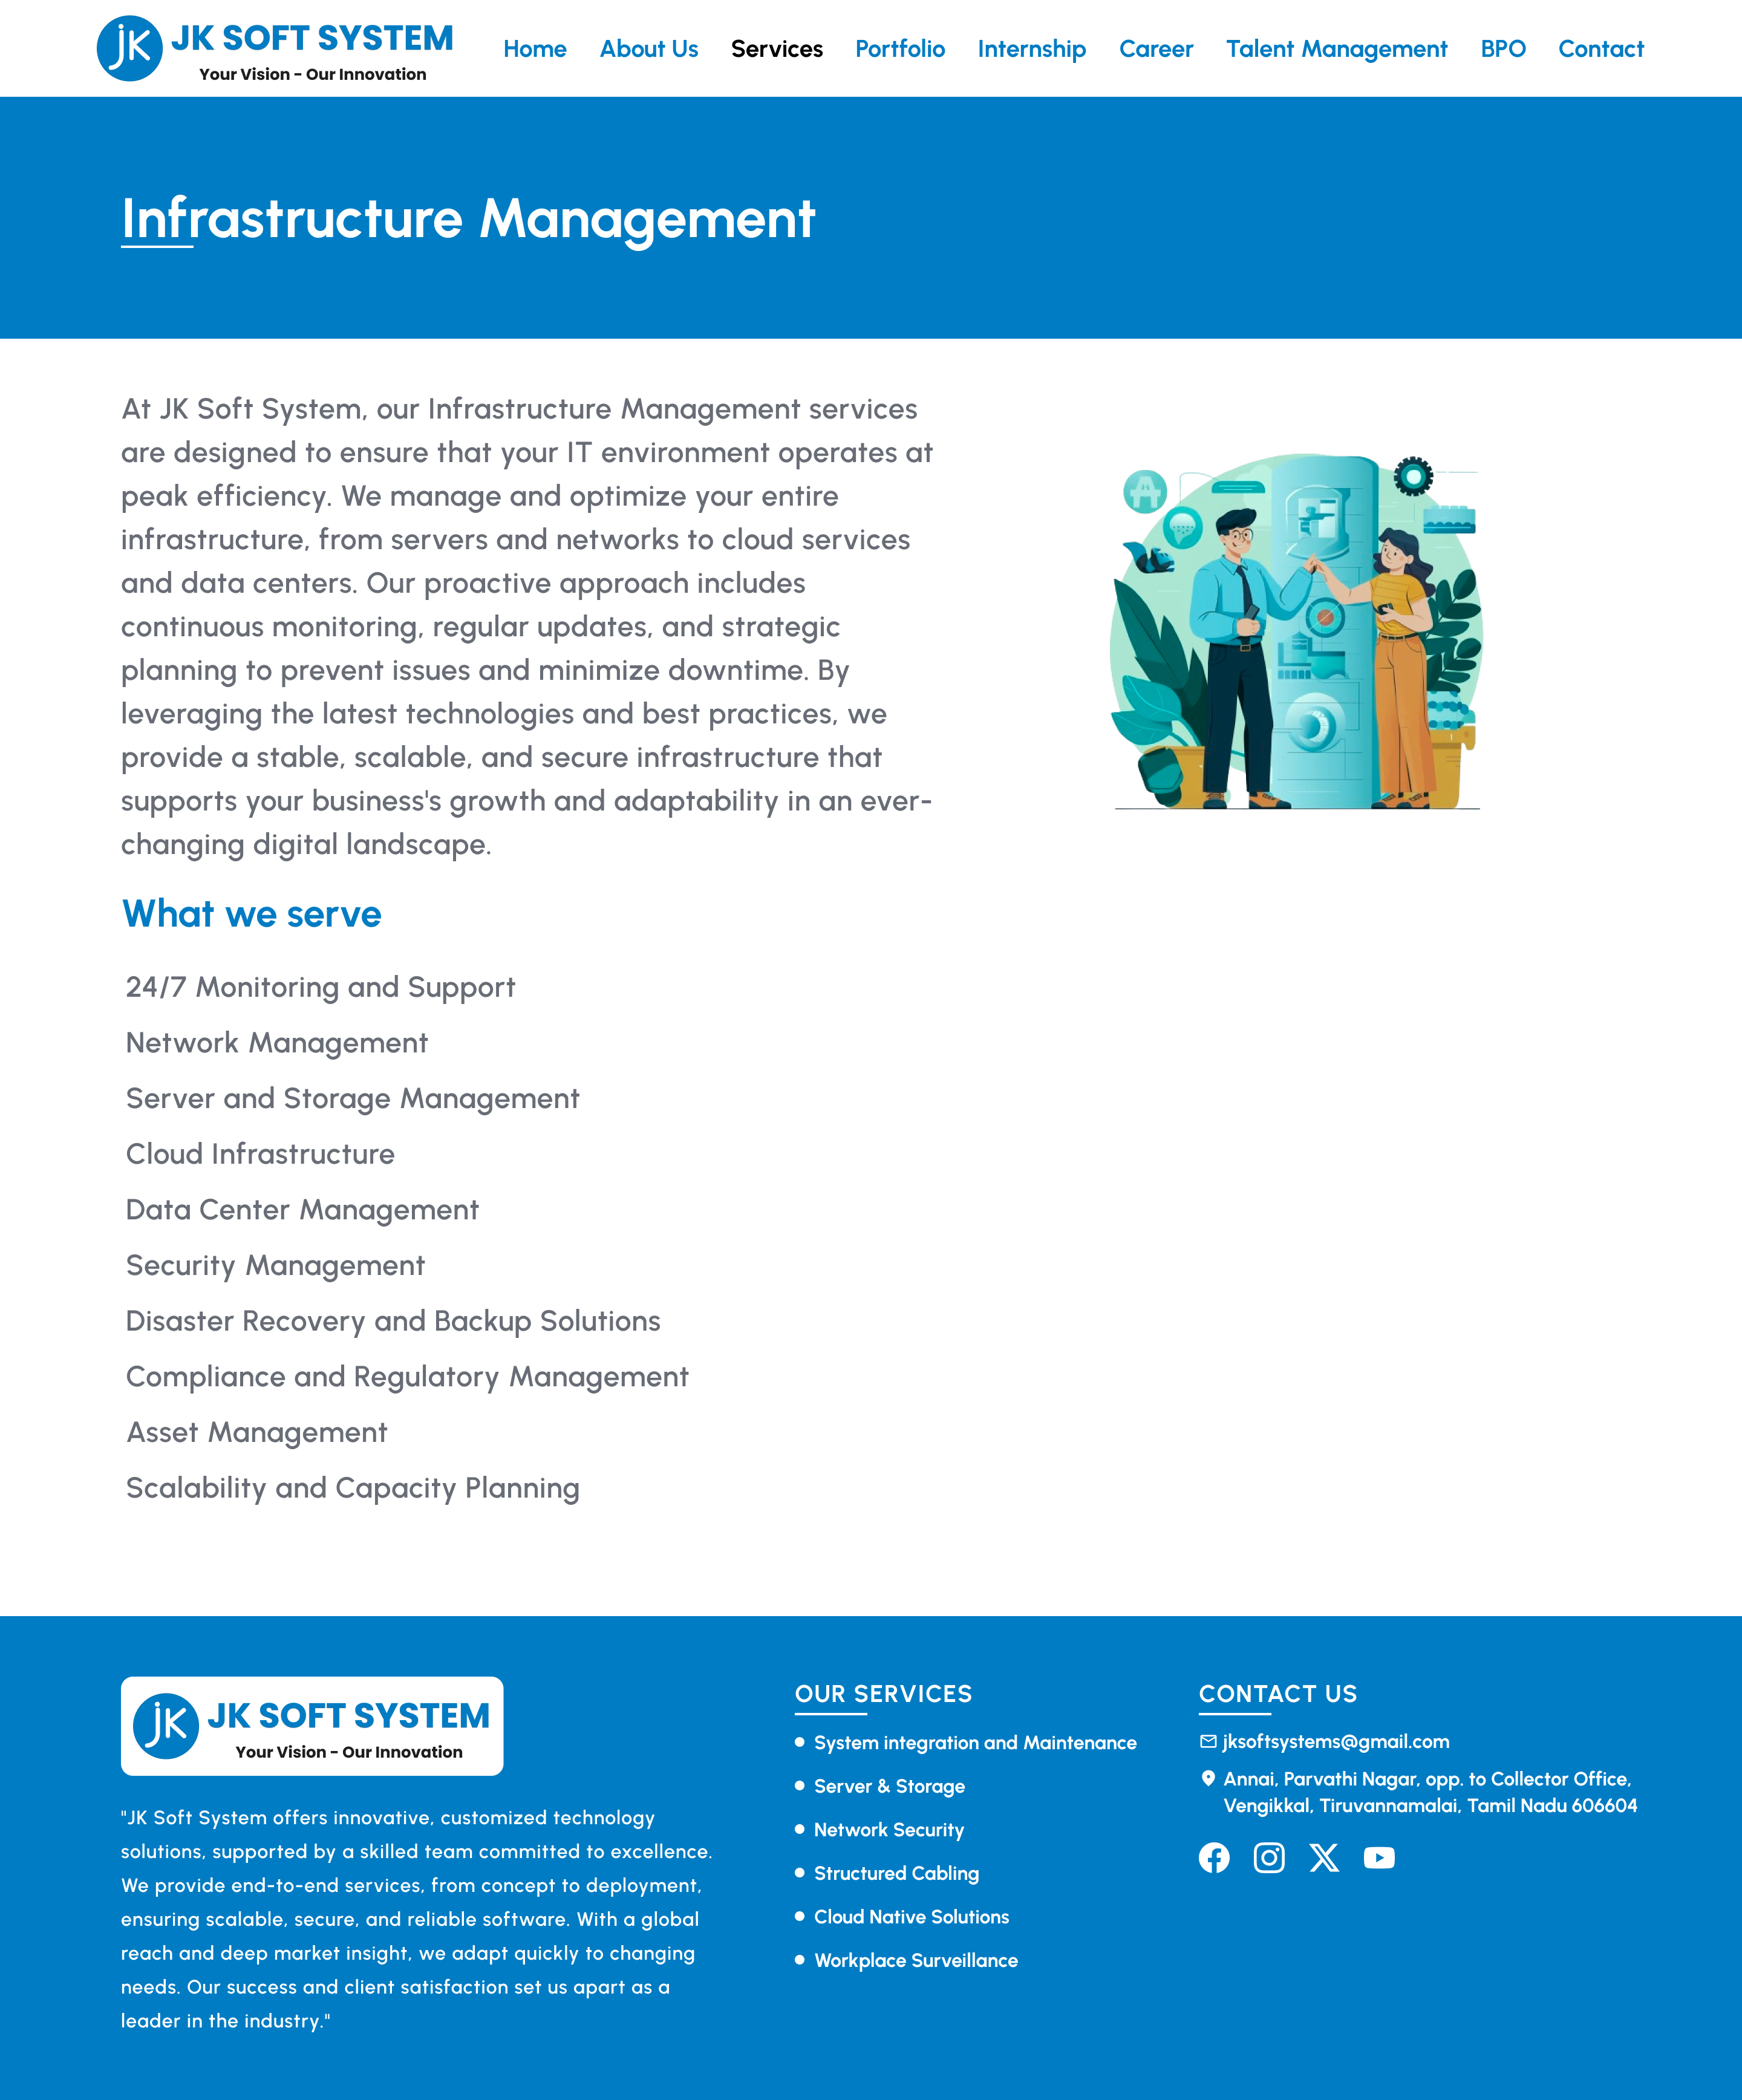 JK SOFT SYSTEM
Your Vision - Our Innovation
Home About Us Services Portfolio Internship Career Talent Management BPO Contact
Infrastructure Management
At JK Soft System, our Infrastructure Management services
are designed to ensure that your IT environment operates at
peak efficiency. We manage and optimize your entire
infrastructure, from servers and networks to cloud services
and data centers. Our proactive approach includes
continuous monitoring, regular updates, and strategic
planning to prevent issues and minimize downtime. By
leveraging the latest technologies and best practices, we
provide a stable, scalable, and secure infrastructure that
supports your business's growth and adaptability in an ever-
changing digital landscape.
What we serve
24/7 Monitoring and Support
Network Management
Server and Storage Management
Cloud Infrastructure
Data Center Management
Security Management
Disaster Recovery and Backup Solutions
Compliance and Regulatory Management
Asset Management
Scalability and Capacity Planning
JK SOFT SYSTEM
Your Vision - Our Innovation
"JK Soft System offers innovative, customized technology
solutions, supported by a skilled team committed to excellence.
We provide end-to-end services, from concept to deployment,
ensuring scalable, secure, and reliable software. With a global
reach and deep market insight, we adapt quickly to changing
needs. Our success and client satisfaction set us apart as a
leader in the industry."
OUR SERVICES
System integration and Maintenance
Server & Storage
Network Security
Structured Cabling
Cloud Native Solutions
Workplace Surveillance
CONTACT US
jksoftsystems@gmail.com
Annai, Parvathi Nagar, opp. to Collector Office,
Vengikkal, Tiruvannamalai, Tamil Nadu 606604